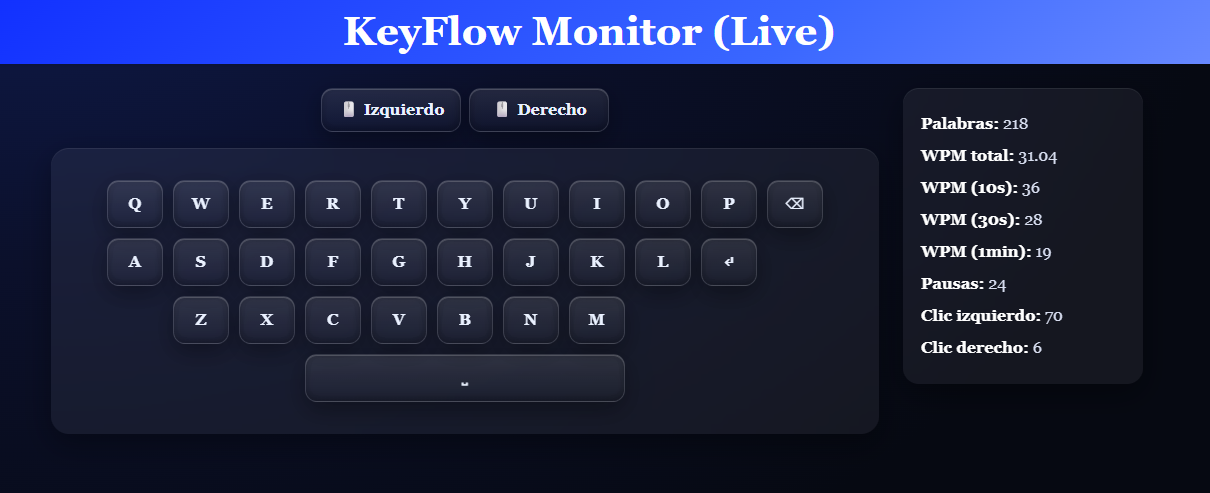 KeyFlow Monitor (Live)
Izquierdo Derecho
Q W E R T Y U I O P ⌫
A S D F G H J K L ↵
Z X C V B N M
␣
Palabras: 218
WPM total: 31.04
WPM (10s): 36
WPM (30s): 28
WPM (1min): 19
Pausas: 24
Clic izquierdo: 70
Clic derecho: 6